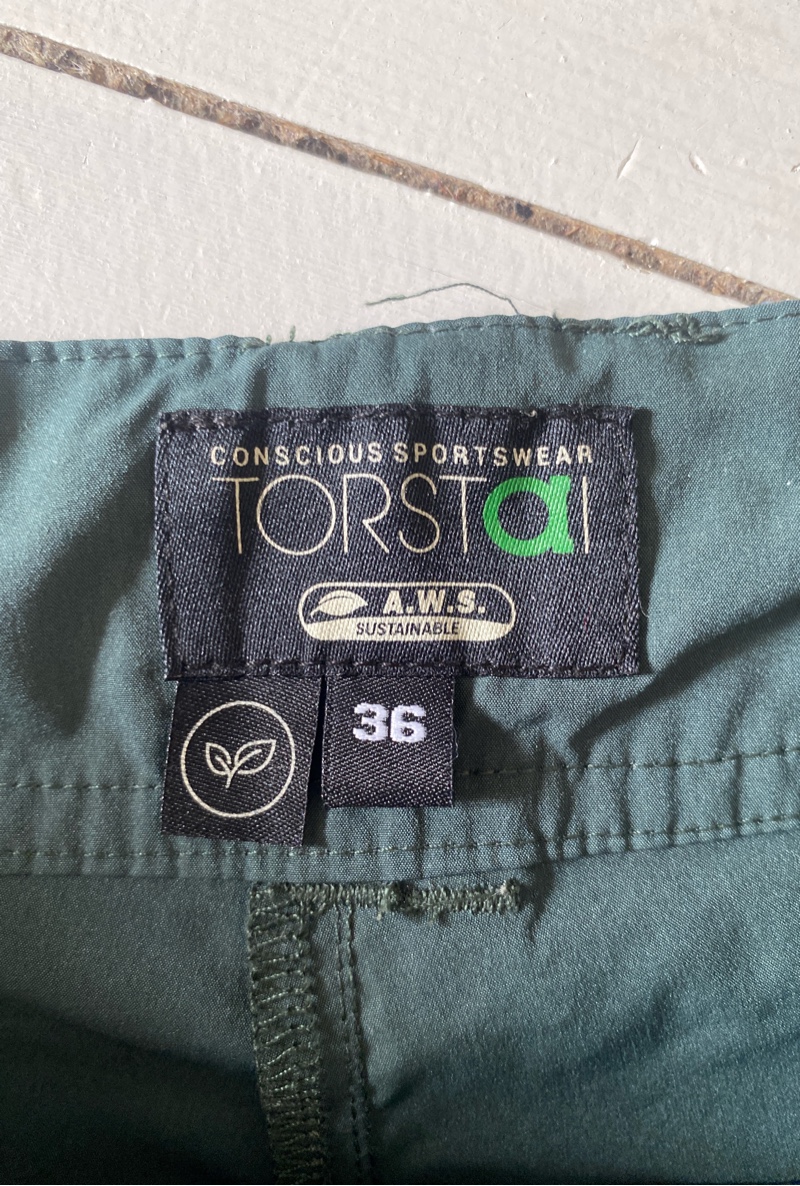 CONSCIOUS SPORTSWEAR
TORSTaI
A.W.S.
SUSTAINABLE
36